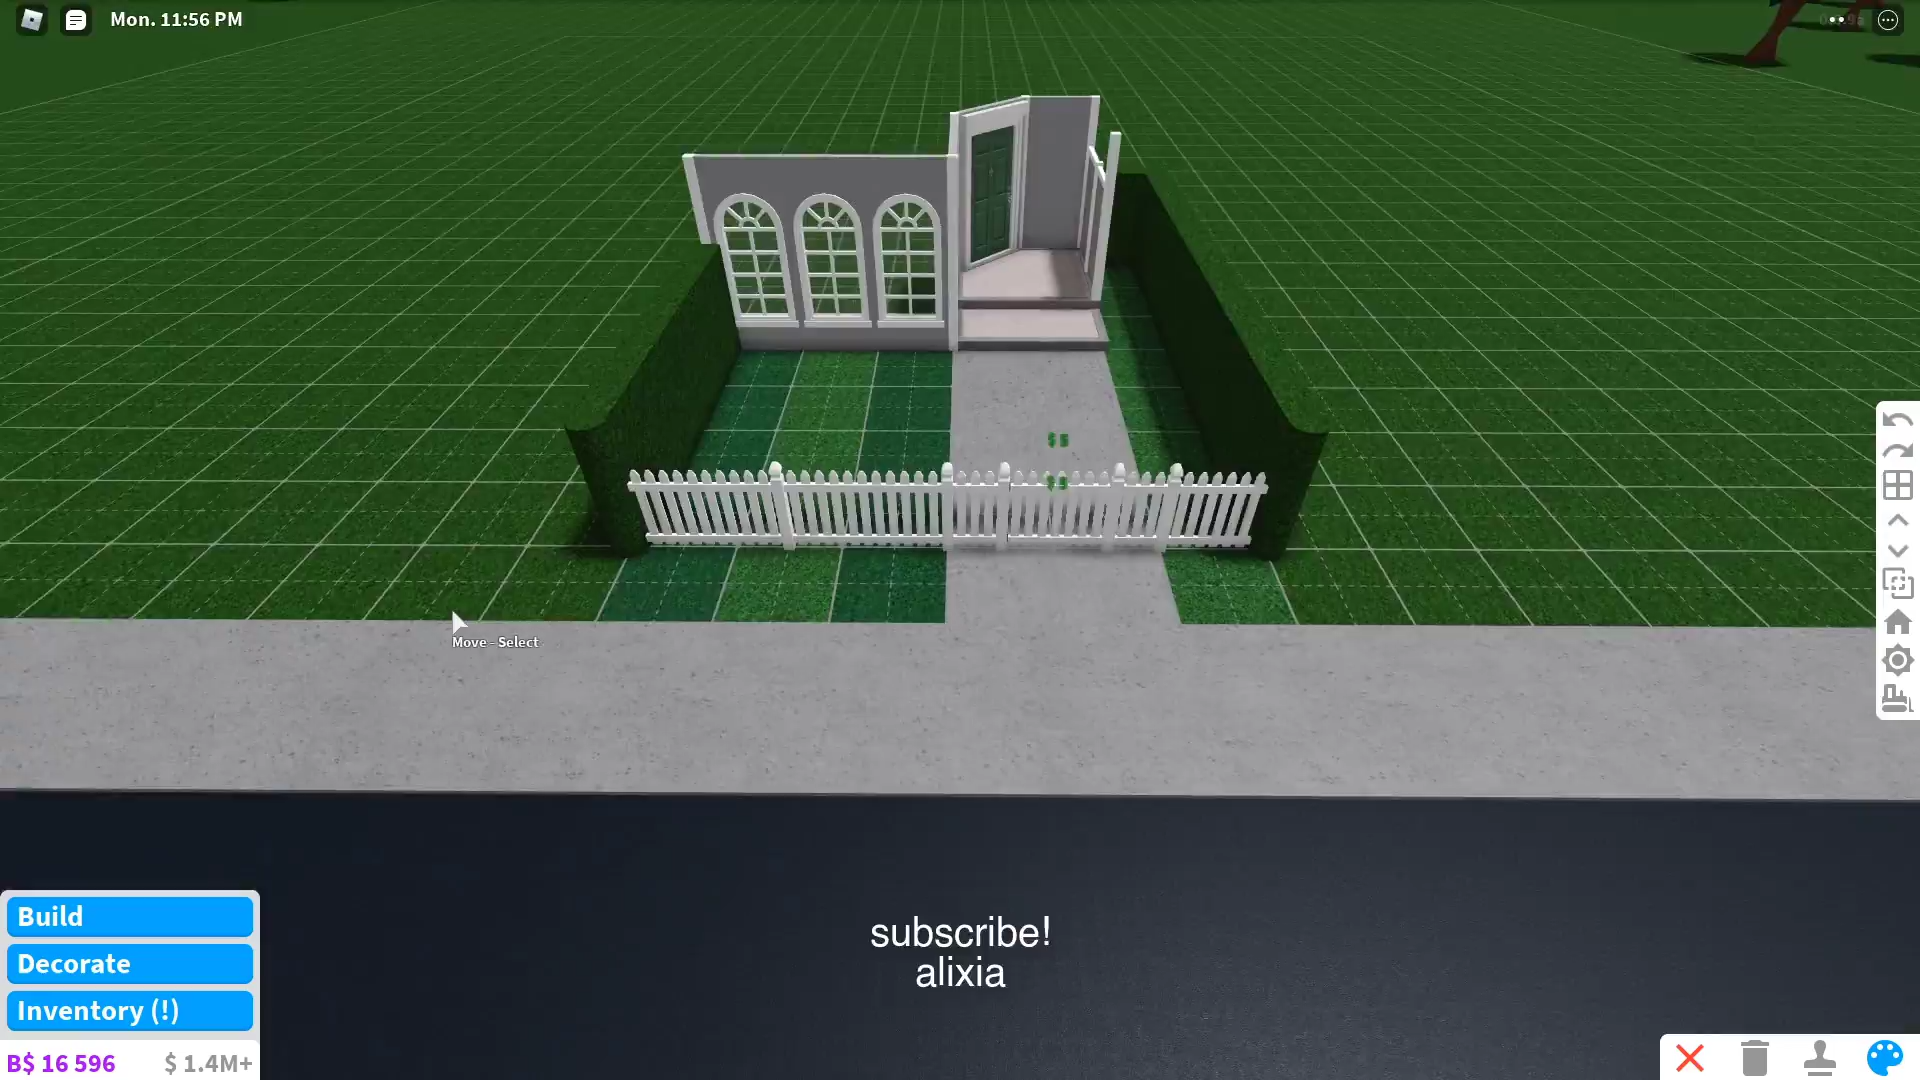 Mon. 11:56 PM
Move - Select
Build
Decorate
Inventory (!)
B$ 16 596
$ 1.4M+
subscribe!
alixia